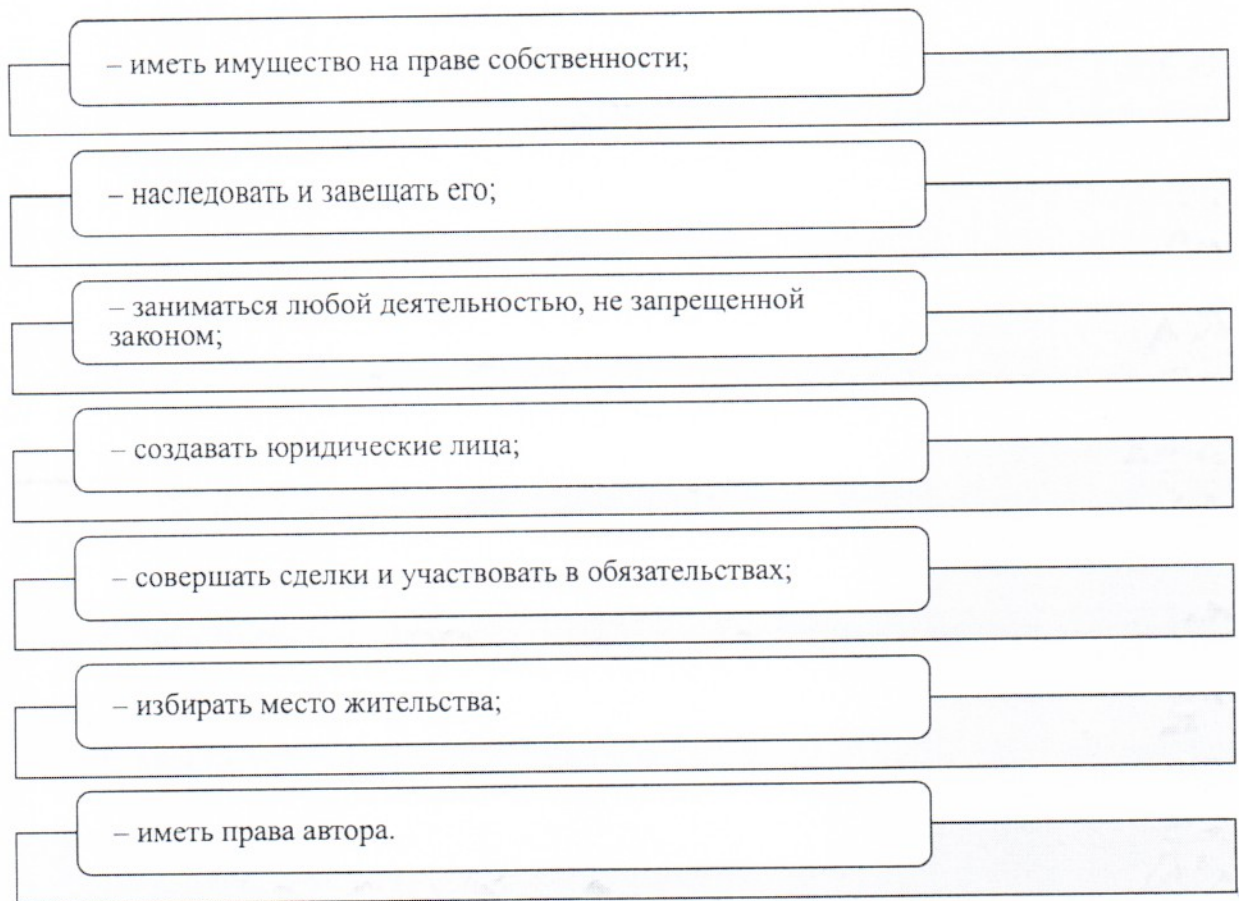 – иметь имущество на праве собственности;
– наследовать и завещать его;
– заниматься любой деятельностью, не запрещенной
законом;
– создавать юридические лица;
– совершать сделки и участвовать в обязательствах;
– избирать место жительства;
– иметь права автора.